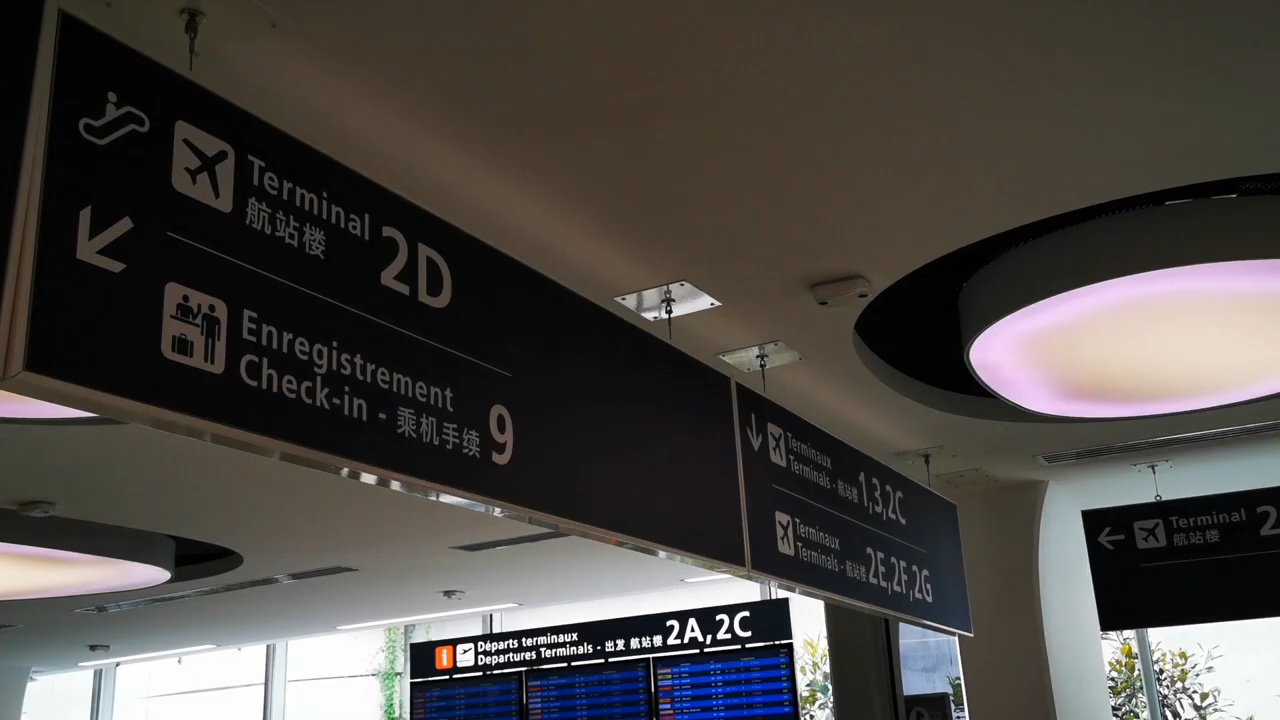 Terminal
航站楼 2D
Enregistrement
Check-in - 乘机手续 9
Terminaux
Terminals - 航站楼 1,3,2C
Terminaux
Terminals - 航站楼 2E,2F,2G
Terminal
航站楼 2
Départs terminaux
Departures Terminals - 出发 航站楼 2A,2C